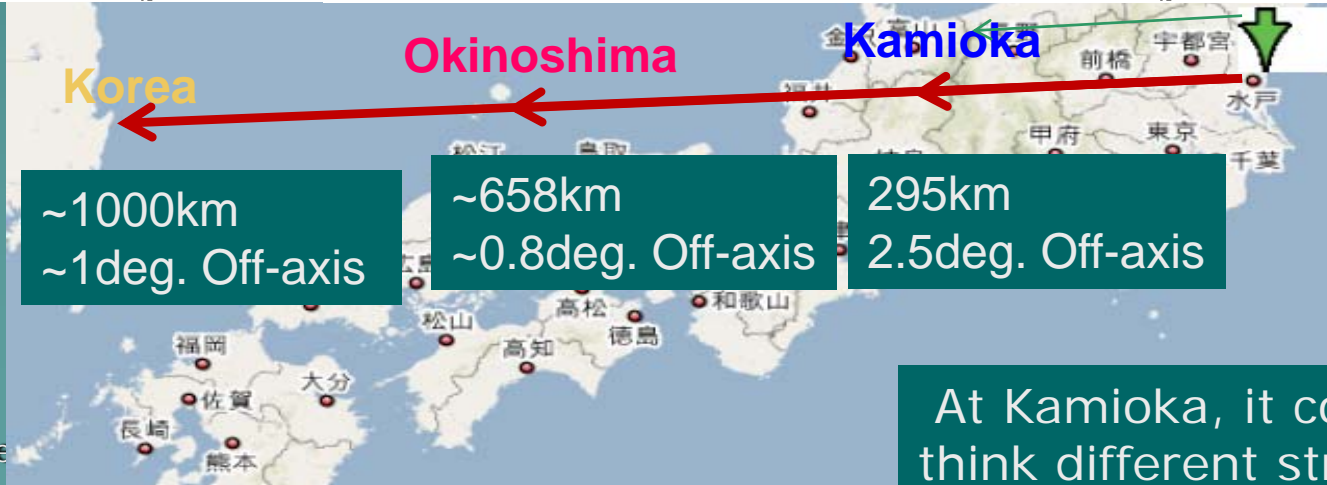 Okinoshima
Kamioka
Korea
宇都宮
前橋
水戸
福井
甲府
東京
千葉
松江
鳥取
~1000km
~1deg. Off-axis
~658km
~0.8deg. Off-axis
295km
2.5deg. Off-axis
高松
和歌山
徳島
松山
高知
福岡
大分
佐賀
長崎
熊本
At Kamioka, it co
think different str